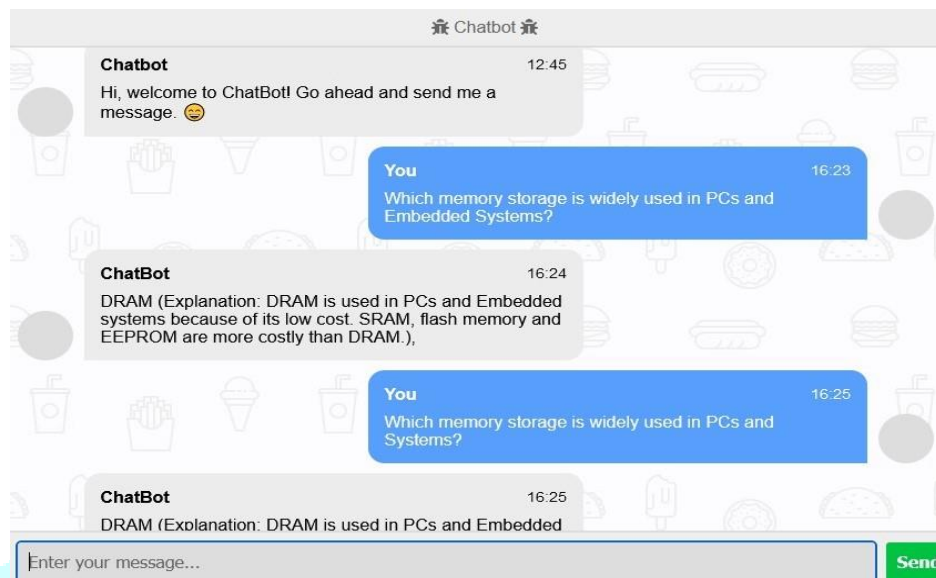 Chatbot
Chatbot 12:45
Hi, welcome to ChatBot! Go ahead and send me a
message. 😄
You 16:23
Which memory storage is widely used in PCs and
Embedded Systems?
ChatBot 16:24
DRAM (Explanation: DRAM is used in PCs and Embedded
systems because of its low cost. SRAM, flash memory and
EEPROM are more costly than DRAM.),
You 16:25
Which memory storage is widely used in PCs and
Systems?
ChatBot 16:25
DRAM (Explanation: DRAM is used in PCs and Embedded
Enter your message... Send